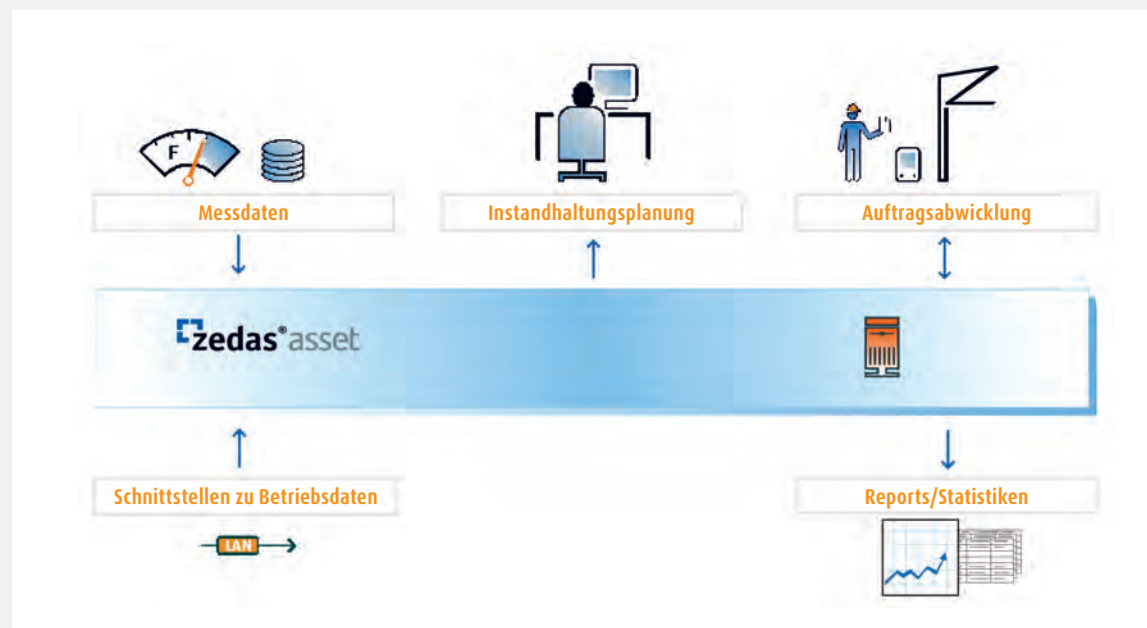 F
Messdaten
Instandhaltungsplanung
Auftragsabwicklung
zedas® asset
Schnittstellen zu Betriebsdaten
Reports/Statistiken
LAN